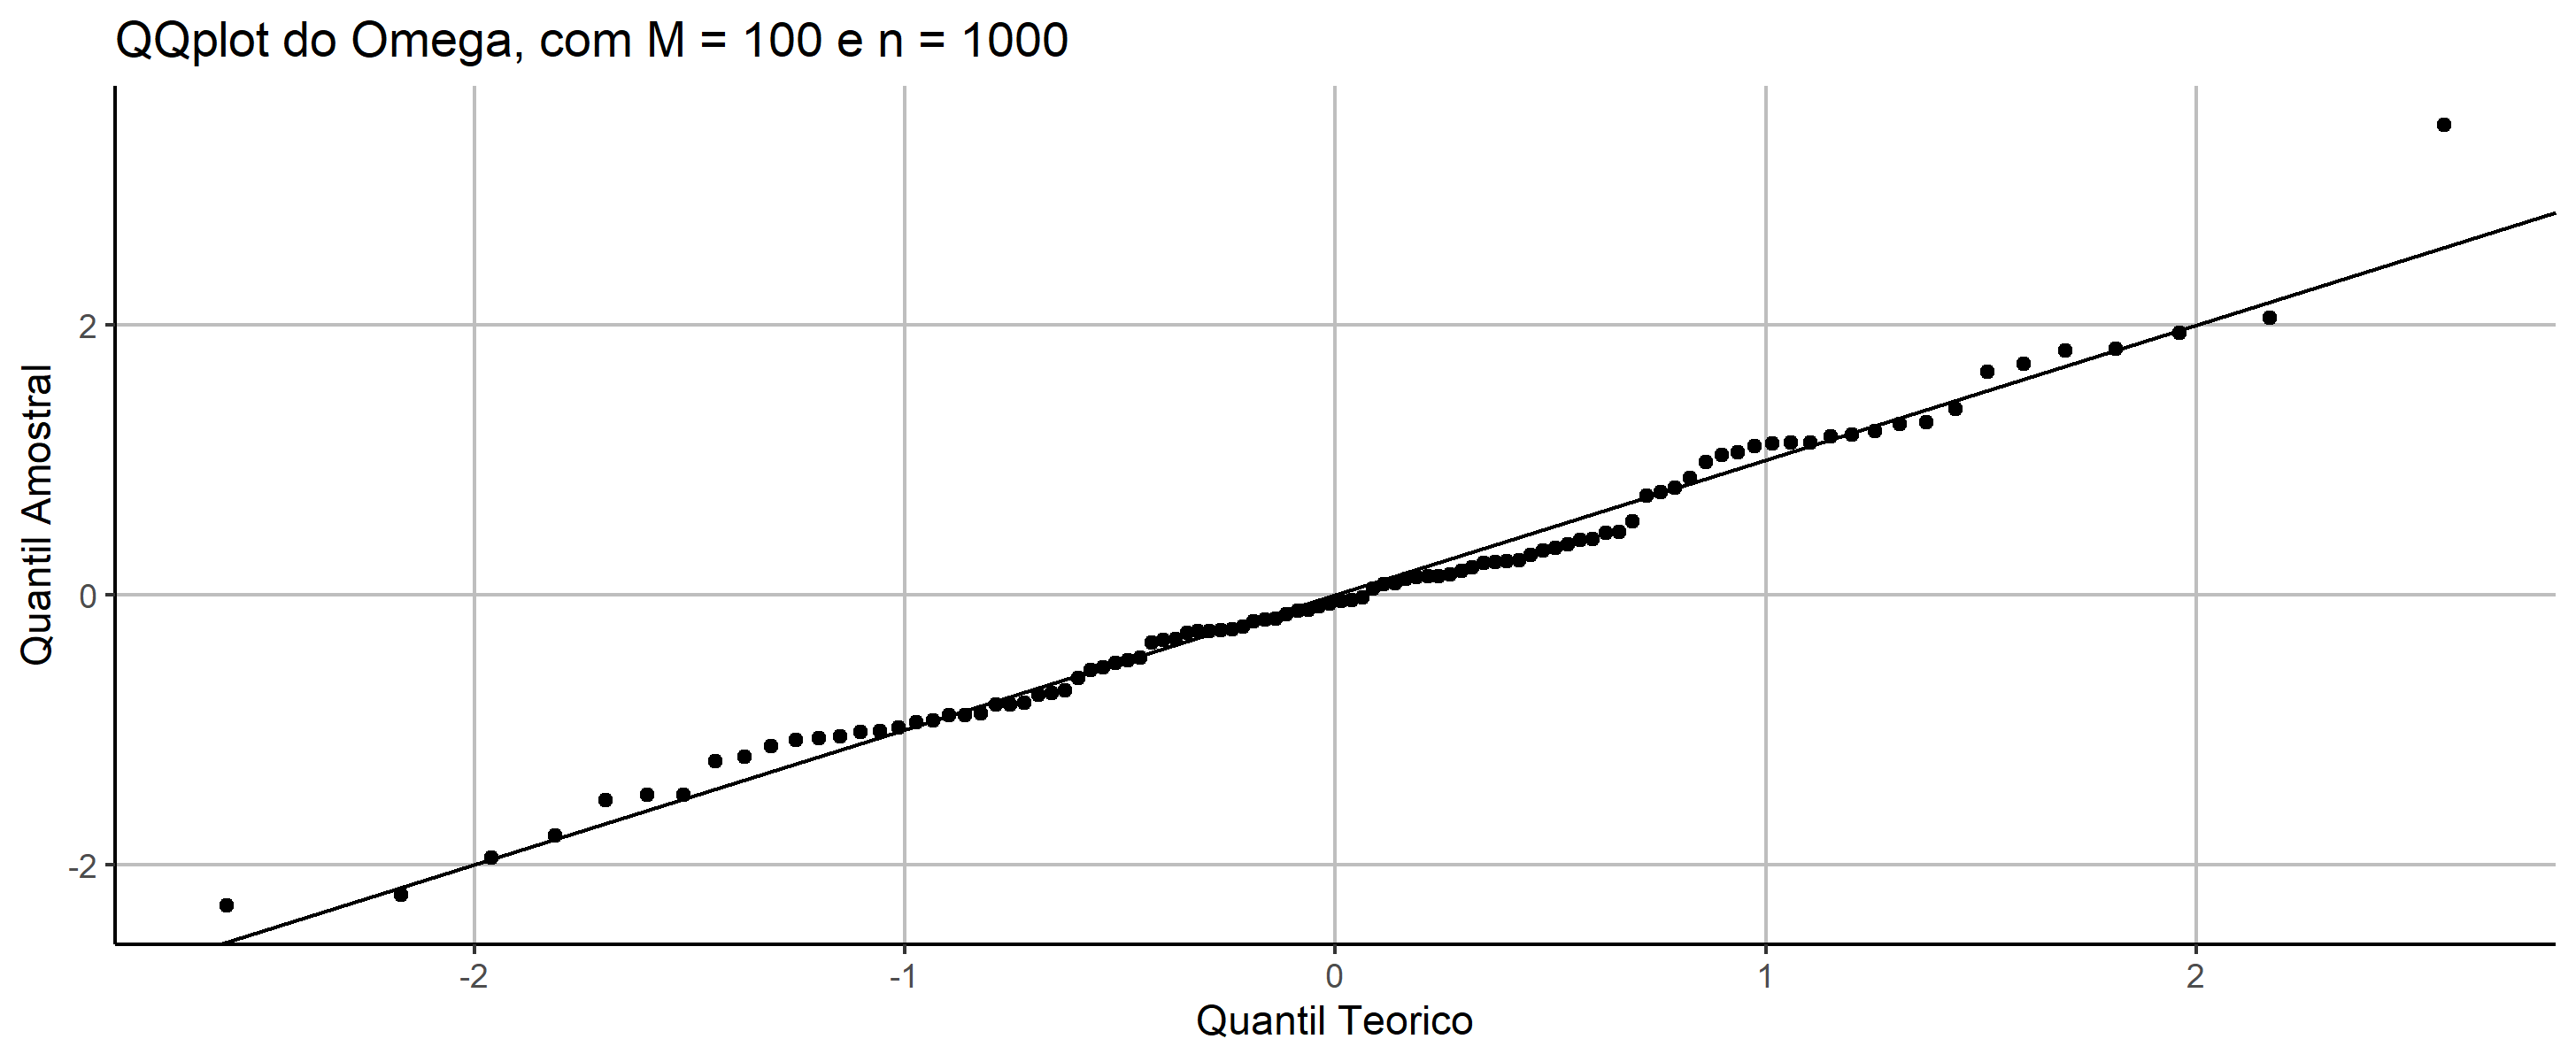 QQplot do Omega, com M = 100 e n = 1000
Quantil Amostral
2
0
-2
-2 -1 0 1 2
Quantil Teorico